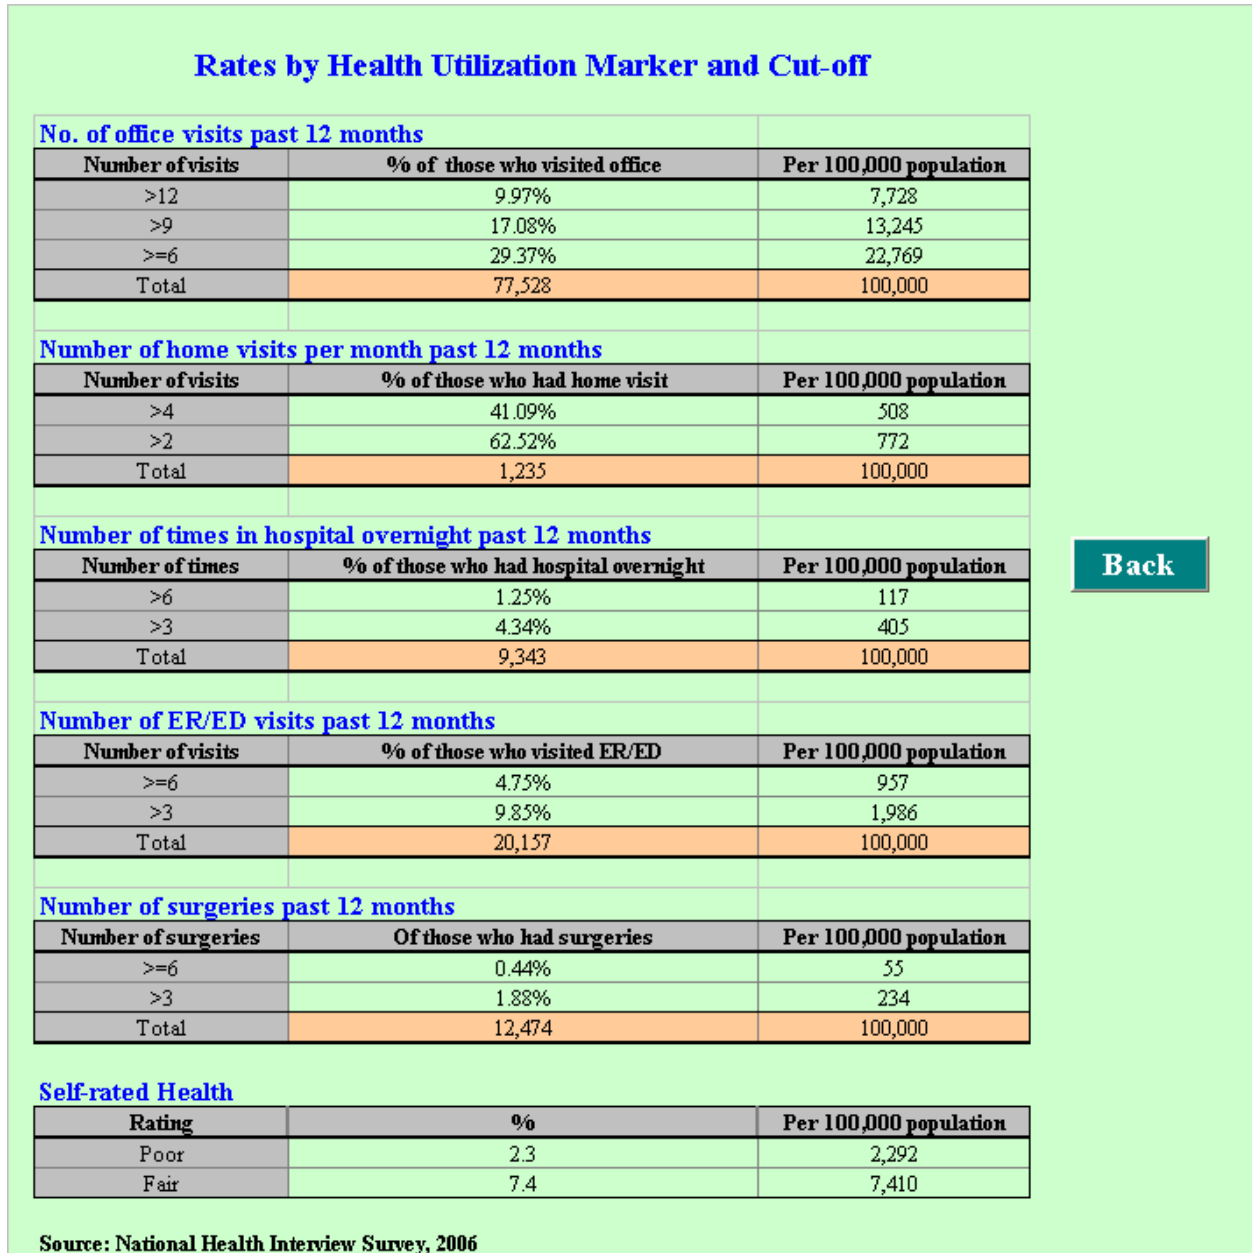 Rates by Health Utilization Marker and Cut-off
No. of office visits past 12 months
Number of visits % of those who visited office Per 100,000 population
>12 9.97% 7,728
>9 17.08% 13,245
>=6 29.37% 22,769
Total 77,528 100,000
Number of home visits per month past 12 months
Number of visits % of those who had home visit Per 100,000 population
>4 41.09% 508
>2 62.52% 772
Total 1,235 100,000
Number of times in hospital overnight past 12 months
Number of times % of those who had hospital overnight Per 100,000 population
Back
>6 1.25% 117
>3 4.34% 405
Total 9,343 100,000
Number of ER/ED visits past 12 months
Number of visits % of those who visited ER/ED Per 100,000 population
>=6 4.75% 957
>3 9.85% 1,986
Total 20,157 100,000
Number of surgeries past 12 months
Number of surgeries Of those who had surgeries Per 100,000 population
>=6 0.44% 55
>3 1.88% 234
Total 12,474 100,000
Self-rated Health
Rating % Per 100,000 population
Poor 2.3 2,292
Fair 7.4 7,410
Source: National Health Interview Survey, 2006